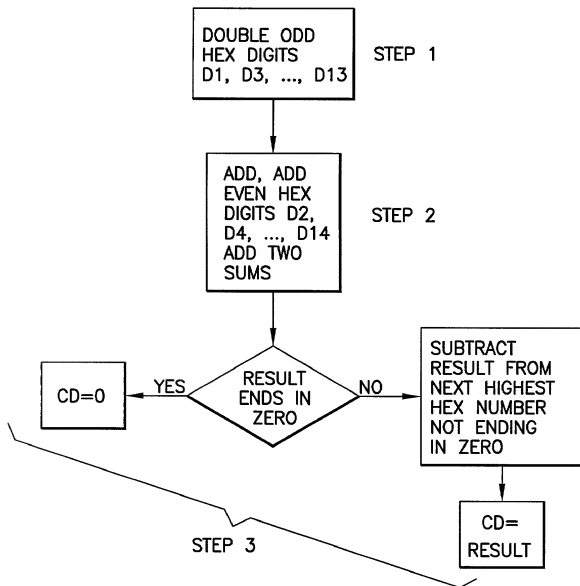 DOUBLE ODD
HEX DIGITS
D1, D3, ..., D13
STEP 1
ADD, ADD
EVEN HEX
DIGITS D2,
D4, ..., D14
ADD TWO
SUMS
STEP 2
CD=0
YES
RESULT
ENDS IN
ZERO
NO
SUBTRACT
RESULT FROM
NEXT HIGHEST
HEX NUMBER
NOT ENDING
IN ZERO
CD=
RESULT
STEP 3